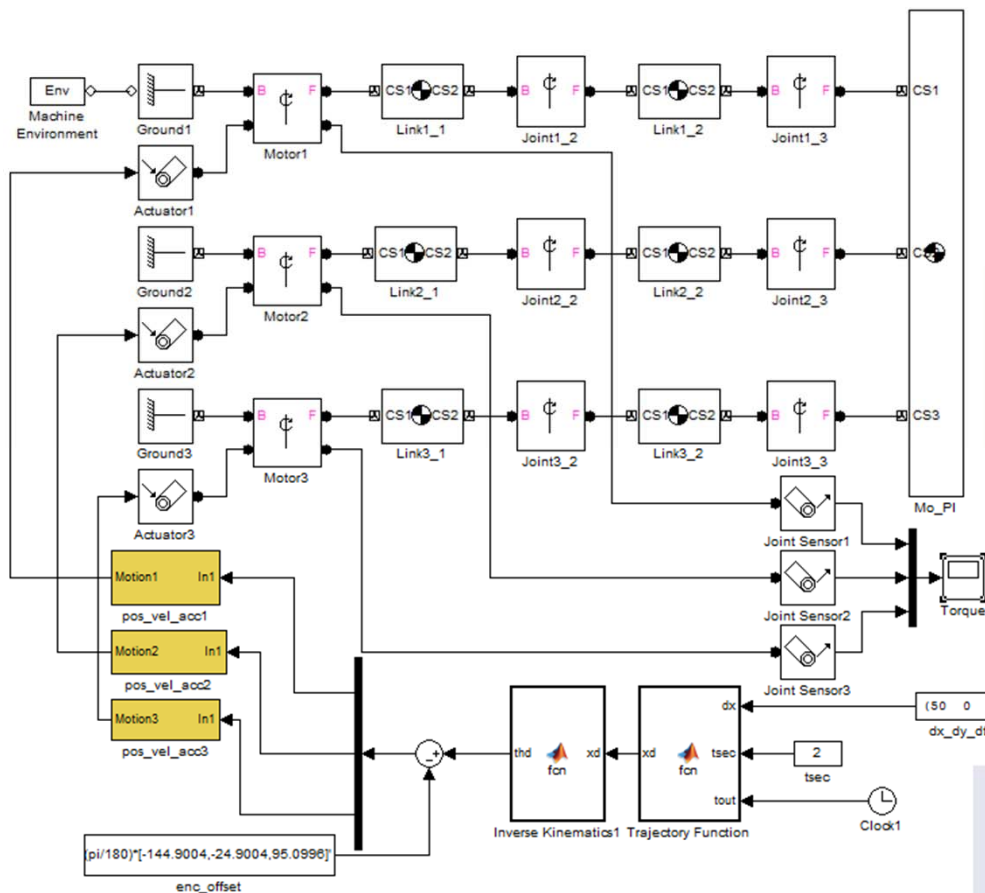 Env
Machine
Environment
Ground1
B F
Motor1
CS1 CS2
Link1_1
B F
Joint1_2
CS1 CS2
Link1_2
B F
Joint1_3
CS1
Actuator1
Ground2
B F
Motor2
CS1 CS2
Link2_1
B F
Joint2_2
CS1 CS2
Link2_2
B F
Joint2_3
Actuator2
Ground3
B F
Motor3
CS1 CS2
Link3_1
B F
Joint3_2
CS1 CS2
Link3_2
B F
Joint3_3
CS3
Mo_Pl
Actuator3
Joint Sensor1
Joint Sensor2
Joint Sensor3
Torque
Motion1 In1
pos_vel_acc1
Motion2 In1
pos_vel_acc2
Motion3 In1
pos_vel_acc3
thd fcn xd
Inverse Kinematics1
dx
xd fcn tsec
tout
Trajectory Function
(50 0
dx_dy_df
2
tsec
Clock1
(pi/180)*[-144.9004,-24.9004,95.0996]'
enc_offset